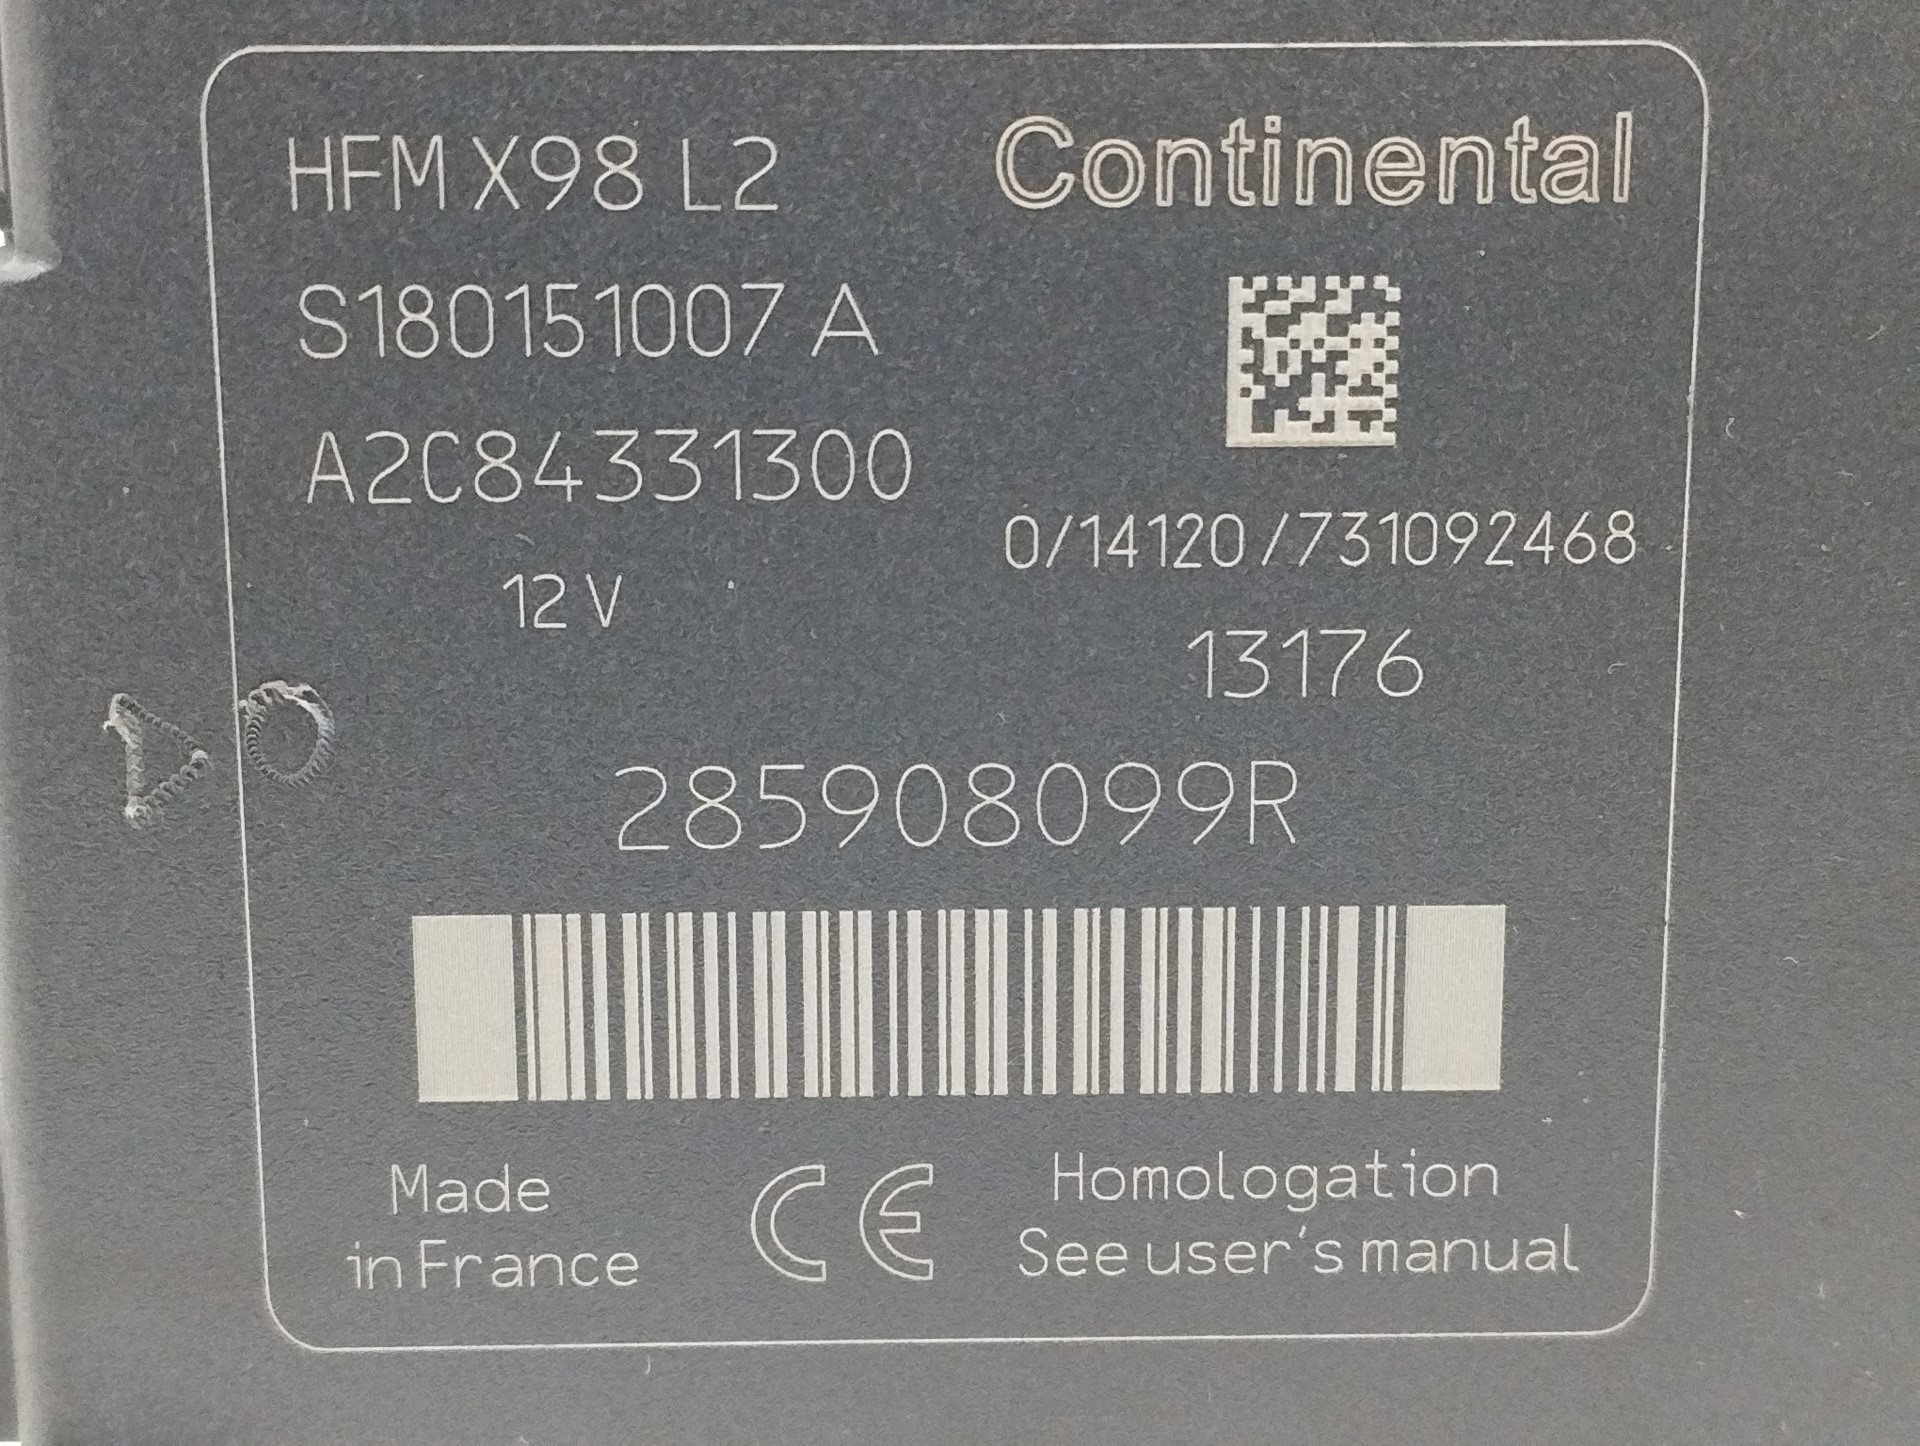 HFM X98 L2
Continental
S180151007 A
A2C84331300
0/14120/731092468
12 V
13176
285908099R
Made
in France
CE
Homologation
See user's manual